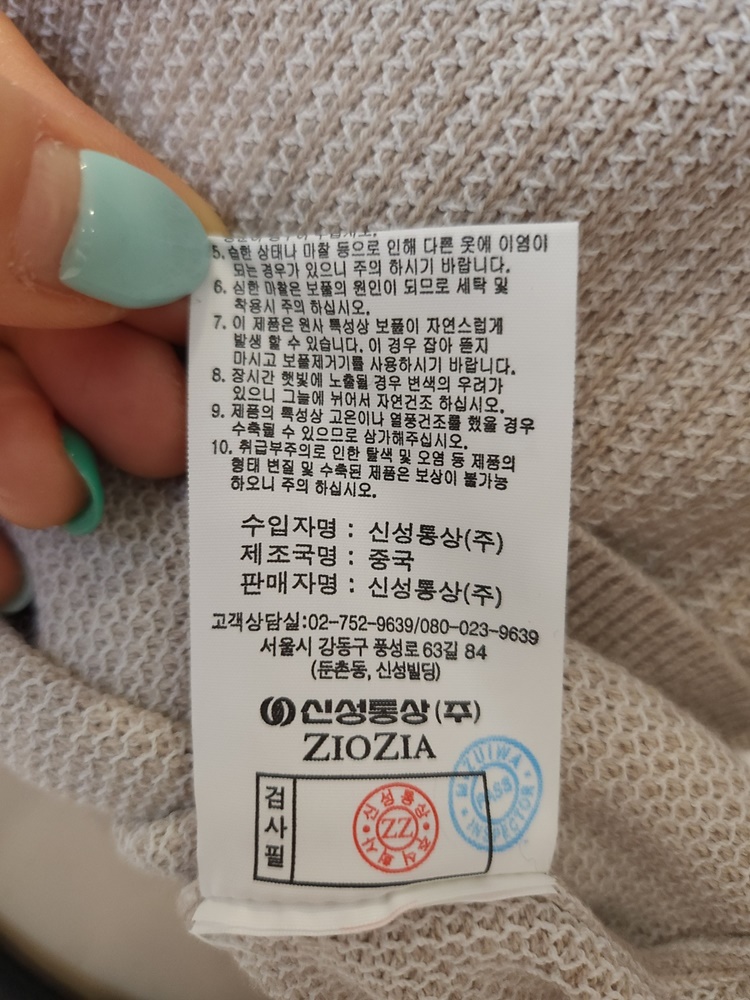 5. 습한 상태나 마찰 등으로 인해 다른 옷에 이염이
되는 경우가 있으니 주의 하시기 바랍니다.
6. 심한 마찰은 보풀의 원인이 되므로 세탁 및
착용시 주의 하십시오.
7. 이 제품은 원사 특성상 보풀이 자연스럽게
발생 할 수 있습니다. 이 경우 잡아 뜯지
마시고 보풀제거기를 사용하시기 바랍니다.
8. 장시간 햇빛에 노출될 경우 변색의 우려가
있으니 그늘에 뉘어서 자연건조 하십시오.
9. 제품의 특성상 고온이나 열풍건조를 했을 경우
수축될 수 있으므로 삼가해주십시오.
10. 취급부주의로 인한 탈색 및 오염 등 제품의
형태 변질 및 수축된 제품은 보상이 불가능
하오니 주의 하십시오.
수입자명 : 신성통상(주)
제조국명 : 중국
판매자명 : 신성통상(주)
고객상담실:02-752-9639/080-023-9639
서울시 강동구 풍성로 63길 84
(둔촌동, 신성빌딩)
신성통상(주)
ZIOZIA
검사필
신성통상
ZZ
주식회사
PASS
INSPECTOR